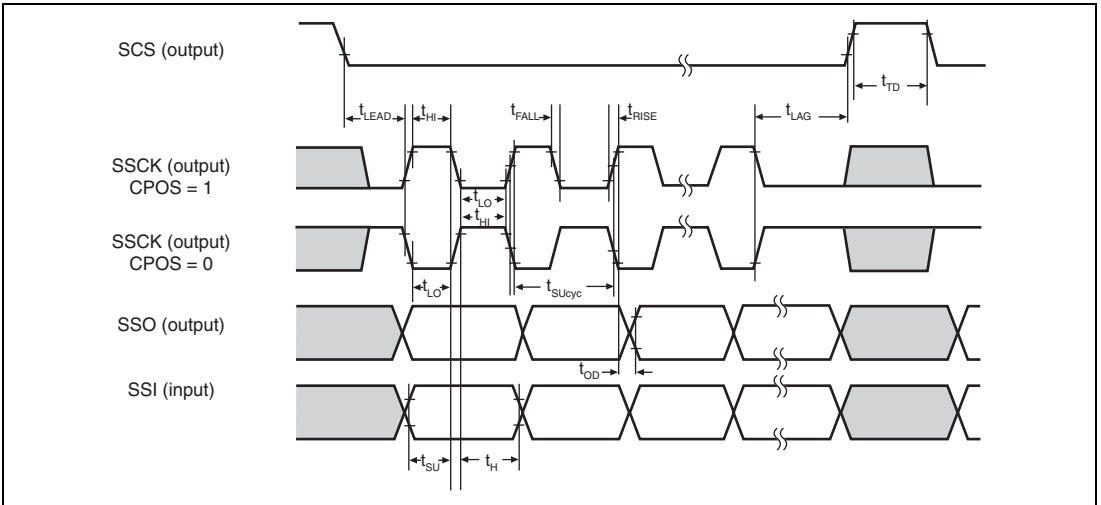 SCS (output)
tTD
tLEAD tHI tFALL tRISE tLAG
SSCK (output)
CPOS = 1
tLO
tHI
SSCK (output)
CPOS = 0
tLO tSUcyc
SSO (output)
tOD
SSI (input)
tSU tH